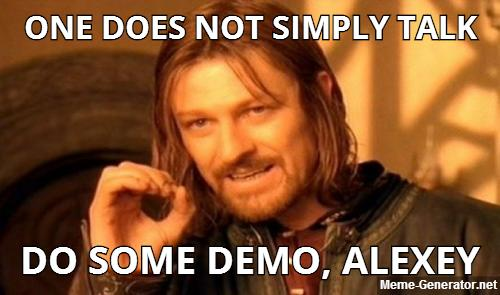 ONE DOES NOT SIMPLY TALK
DO SOME DEMO, ALEXEY
Meme-Generator.net